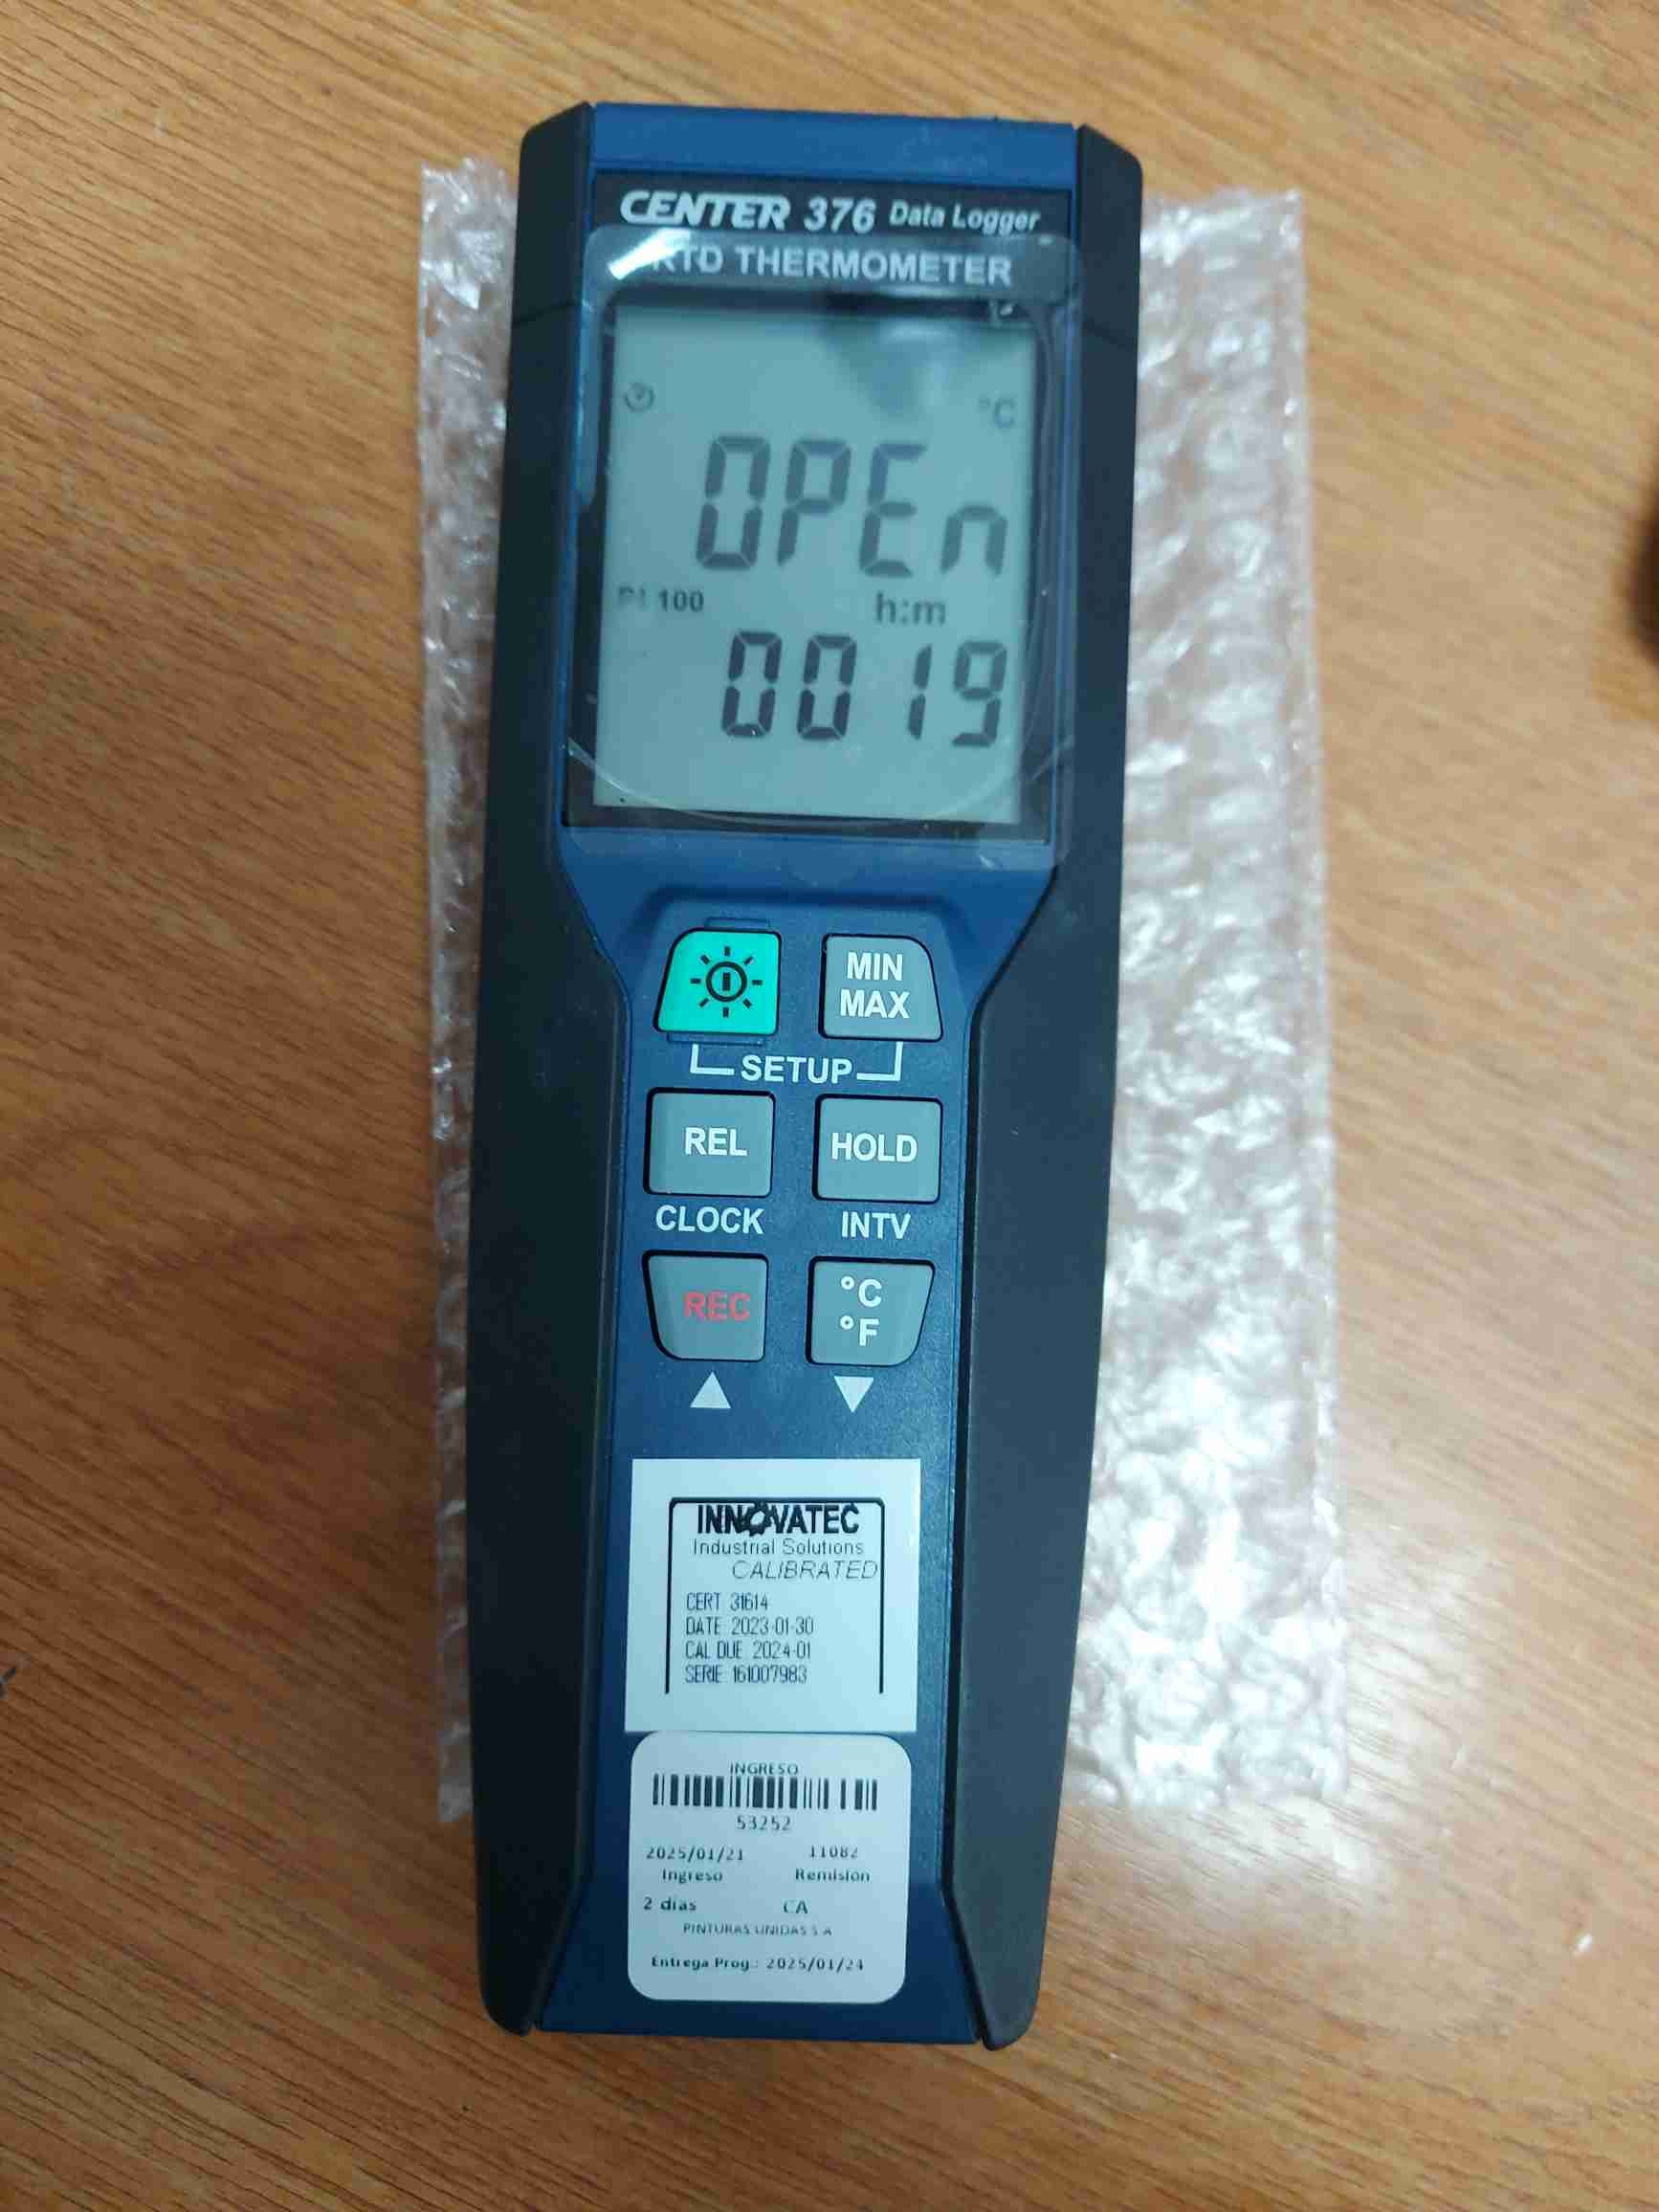 CENTER 376 Data Logger
RTD THERMOMETER
°C
OPEn
Pt 100 h:m
0019
MIN
MAX
SETUP
REL HOLD
CLOCK INTV
REC °C
°F
INNOVATEC
Industrial Solutions
CALIBRATED
CERT 31614
DATE 2023-01-30
CAL DUE 2024-01
SERIE 161007983
INGRESO
53252
2025/01/21 11082
Ingreso Remisión
2 dias CA
PINTURAS UNIDAS S.A
Entrega Prog.: 2025/01/24